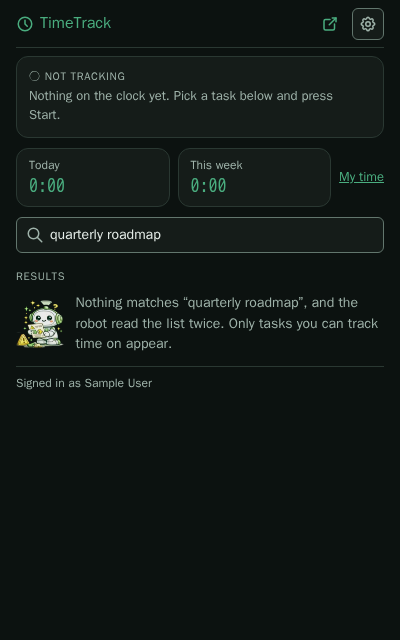 TimeTrack
NOT TRACKING
Nothing on the clock yet. Pick a task below and press
Start.
Today
0:00
This week
0:00
My time
quarterly roadmap
RESULTS
Nothing matches “quarterly roadmap”, and the
robot read the list twice. Only tasks you can track
time on appear.
Signed in as Sample User